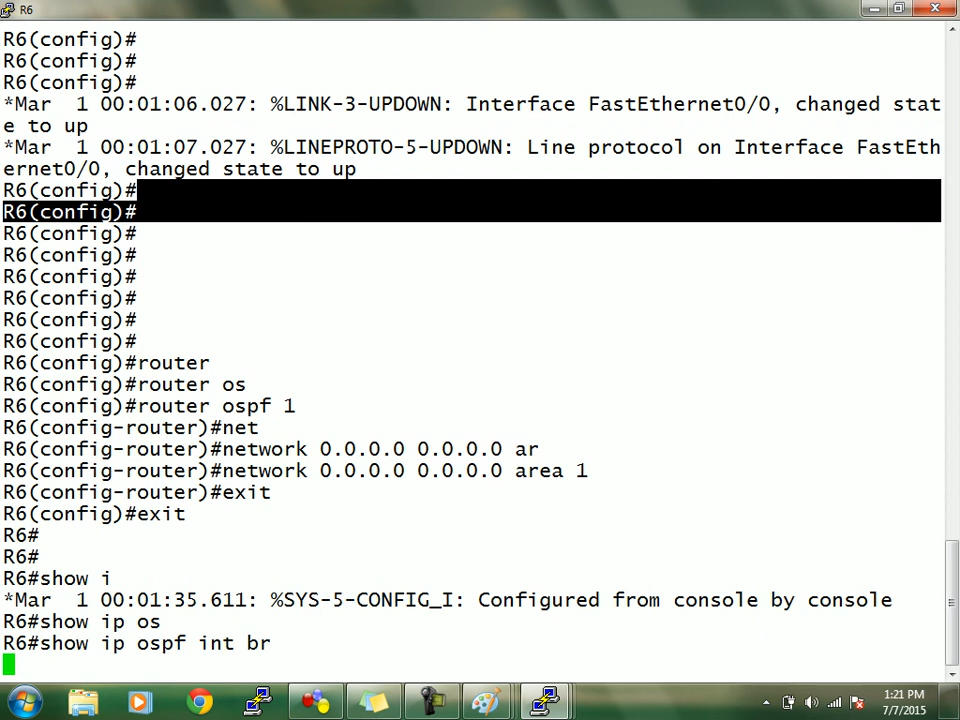 R6
R6(config)#
R6(config)#
R6(config)#
*Mar  1 00:01:06.027: %LINK-3-UPDOWN: Interface FastEthernet0/0, changed stat
e to up
*Mar  1 00:01:07.027: %LINEPROTO-5-UPDOWN: Line protocol on Interface FastEth
ernet0/0, changed state to up
R6(config)#
R6(config)#
R6(config)#
R6(config)#
R6(config)#
R6(config)#
R6(config)#
R6(config)#
R6(config)#router
R6(config)#router os
R6(config)#router ospf 1
R6(config-router)#net
R6(config-router)#network 0.0.0.0 0.0.0.0 ar
R6(config-router)#network 0.0.0.0 0.0.0.0 area 1
R6(config-router)#exit
R6(config)#exit
R6#
R6#
R6#show i
*Mar  1 00:01:35.611: %SYS-5-CONFIG_I: Configured from console by console
R6#show ip os
R6#show ip ospf int br
1:21 PM
7/7/2015